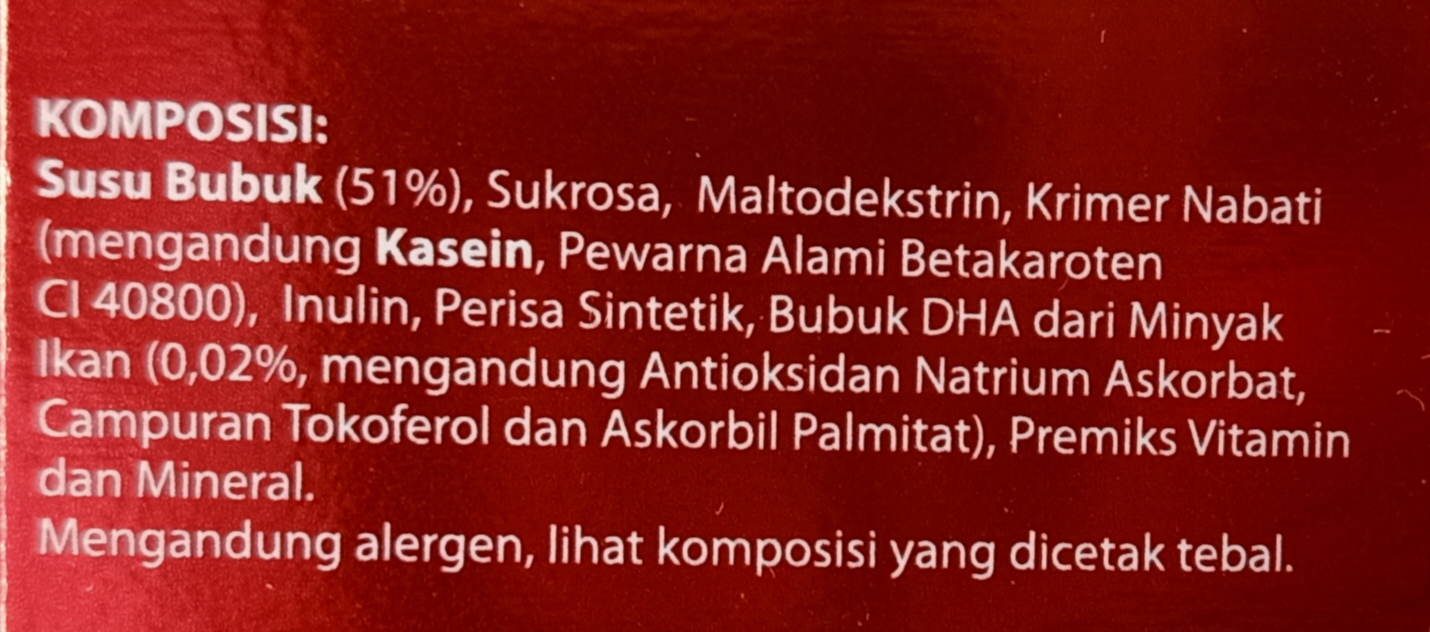 KOMPOSISI:
Susu Bubuk (51%), Sukrosa, Maltodekstrin, Krimer Nabati
(mengandung Kasein, Pewarna Alami Betakaroten
CI 40800), Inulin, Perisa Sintetik, Bubuk DHA dari Minyak
Ikan (0,02%, mengandung Antioksidan Natrium Askorbat,
Campuran Tokoferol dan Askorbil Palmitat), Premiks Vitamin
dan Mineral.
Mengandung alergen, lihat komposisi yang dicetak tebal.